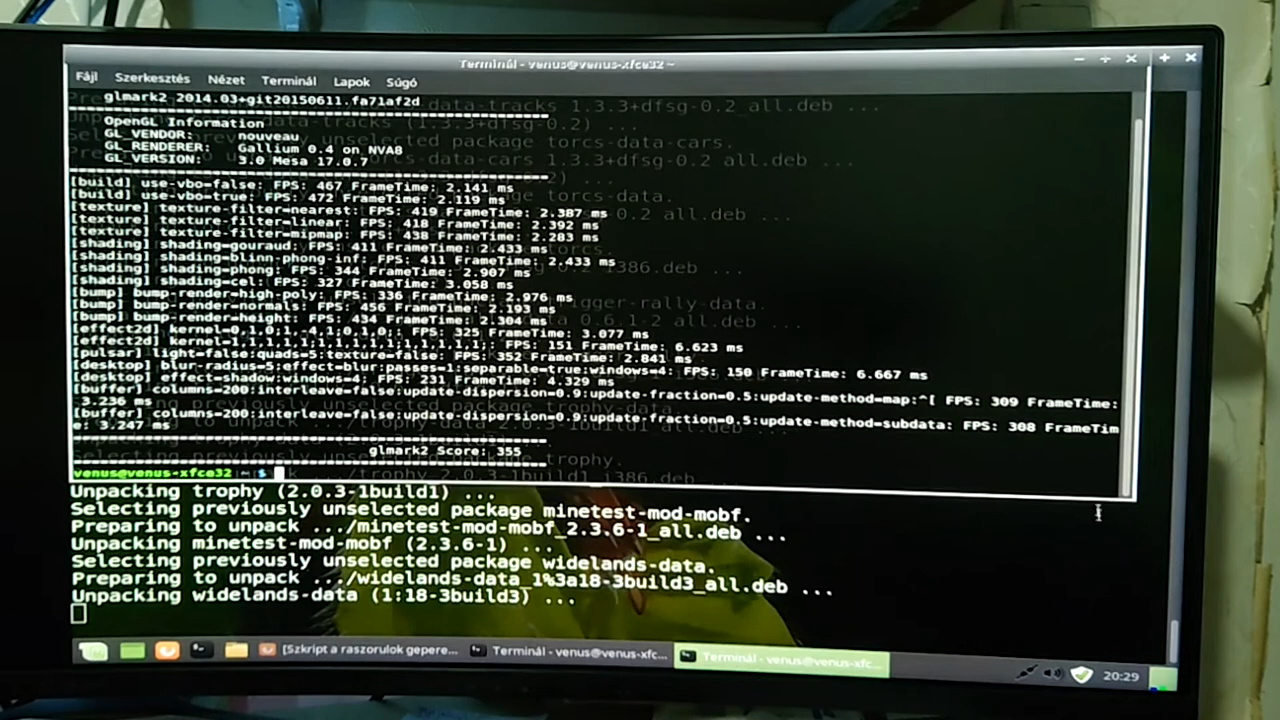 Terminál - venus@venus-xfce32 ~
Fájl Szerkesztés Nézet Terminál Lapok Súgó
glmark2 2014.03+git20150611.fa71af2d
data-tracks 1.3.3+dfsg-0.2_all.deb ...
OpenGL Information
GL_VENDOR: nouveau
GL_RENDERER: Gallium 0.4 on NVA8
GL_VERSION: 3.0 Mesa 17.0.7
[build] use-vbo=false: FPS: 467 FrameTime: 2.141 ms
[build] use-vbo=true: FPS: 472 FrameTime: 2.119 ms
[texture] texture-filter=nearest: FPS: 419 FrameTime: 2.387 ms
[texture] texture-filter=linear: FPS: 418 FrameTime: 2.392 ms
[texture] texture-filter=mipmap: FPS: 438 FrameTime: 2.283 ms
[shading] shading=gouraud: FPS: 411 FrameTime: 2.433 ms
[shading] shading=blinn-phong-inf: FPS: 411 FrameTime: 2.433 ms
[shading] shading=phong: FPS: 344 FrameTime: 2.907 ms
[shading] shading=cel: FPS: 327 FrameTime: 3.058 ms
[bump] bump-render=high-poly: FPS: 336 FrameTime: 2.976 ms
[bump] bump-render=normals: FPS: 456 FrameTime: 2.193 ms
[bump] bump-render=height: FPS: 434 FrameTime: 2.304 ms
[effect2d] kernel=0,1,0;1,-4,1;0,1,0;: FPS: 325 FrameTime: 3.077 ms
[effect2d] kernel=1,1,1,1,1;1,1,1,1,1;1,1,1,1,1;: FPS: 151 FrameTime: 6.623 ms
[pulsar] light=false:quads=5:texture=false: FPS: 352 FrameTime: 2.841 ms
[desktop] blur-radius=5:effect=blur:passes=1:separable=true:windows=4: FPS: 150 FrameTime: 6.667 ms
[desktop] effect=shadow:windows=4: FPS: 231 FrameTime: 4.329 ms
[buffer] columns=200:interleave=false:update-dispersion=0.9:update-fraction=0.5:update-method=map:^[ FPS: 309 FrameTime:
3.236 ms
[buffer] columns=200:interleave=false:update-dispersion=0.9:update-fraction=0.5:update-method=subdata: FPS: 308 FrameTim
e: 3.247 ms
glmark2 Score: 355
venus@venus-xfce32 ~ $
Unpacking trophy (2.0.3-1build1) ...
Selecting previously unselected package minetest-mod-mobf.
Preparing to unpack .../minetest-mod-mobf_2.3.6-1_all.deb ...
Unpacking minetest-mod-mobf (2.3.6-1) ...
Selecting previously unselected package widelands-data.
Preparing to unpack .../widelands-data_1%3a18-3build3_all.deb ...
Unpacking widelands-data (1:18-3build3) ...
[Szkript a raszorulok gepere... Terminál - venus@venus-xfc... Terminál - venus@venus-xfc... 20:29